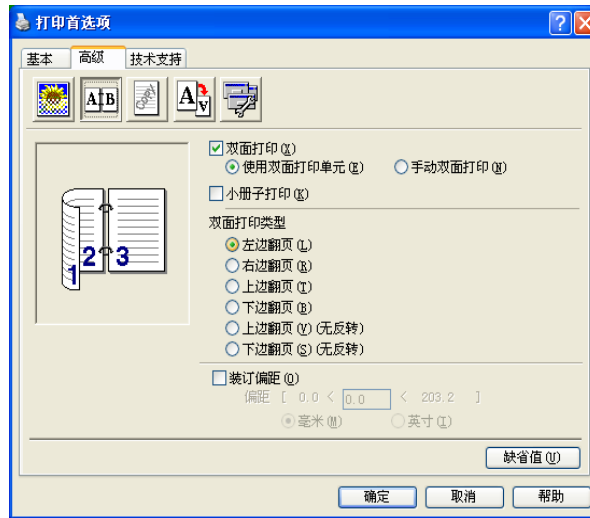 打印首选项
基本 高级 技术支持
A B Copy A A
双面打印(X)
使用双面打印单元(E) 手动双面打印(N)
小册子打印(K)
双面打印类型
左边翻页(L)
右边翻页(R)
上边翻页(T)
下边翻页(B)
上边翻页(V)(无反转)
下边翻页(S)(无反转)
1 2 3
装订偏距(O)
偏距 [ 0.0 < 0.0 < 203.2 ]
毫米(M) 英寸(I)
缺省值(U)
确定 取消 帮助